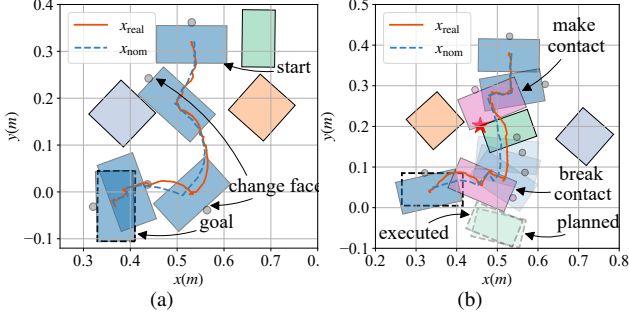 0.4
0.3
0.2
0.1
0.0
−0.1
y(m)
x_real
x_nom
start
change face
goal
0.3
0.4
0.5
0.6
0.7
0.
x(m)
(a)
0.5
0.4
0.3
0.2
0.1
0.0
−0.1
y(m)
x_real
x_nom
make
contact
break
contact
executed
planned
0.2
0.3
0.4
0.5
0.6
0.7
0.8
x(m)
(b)